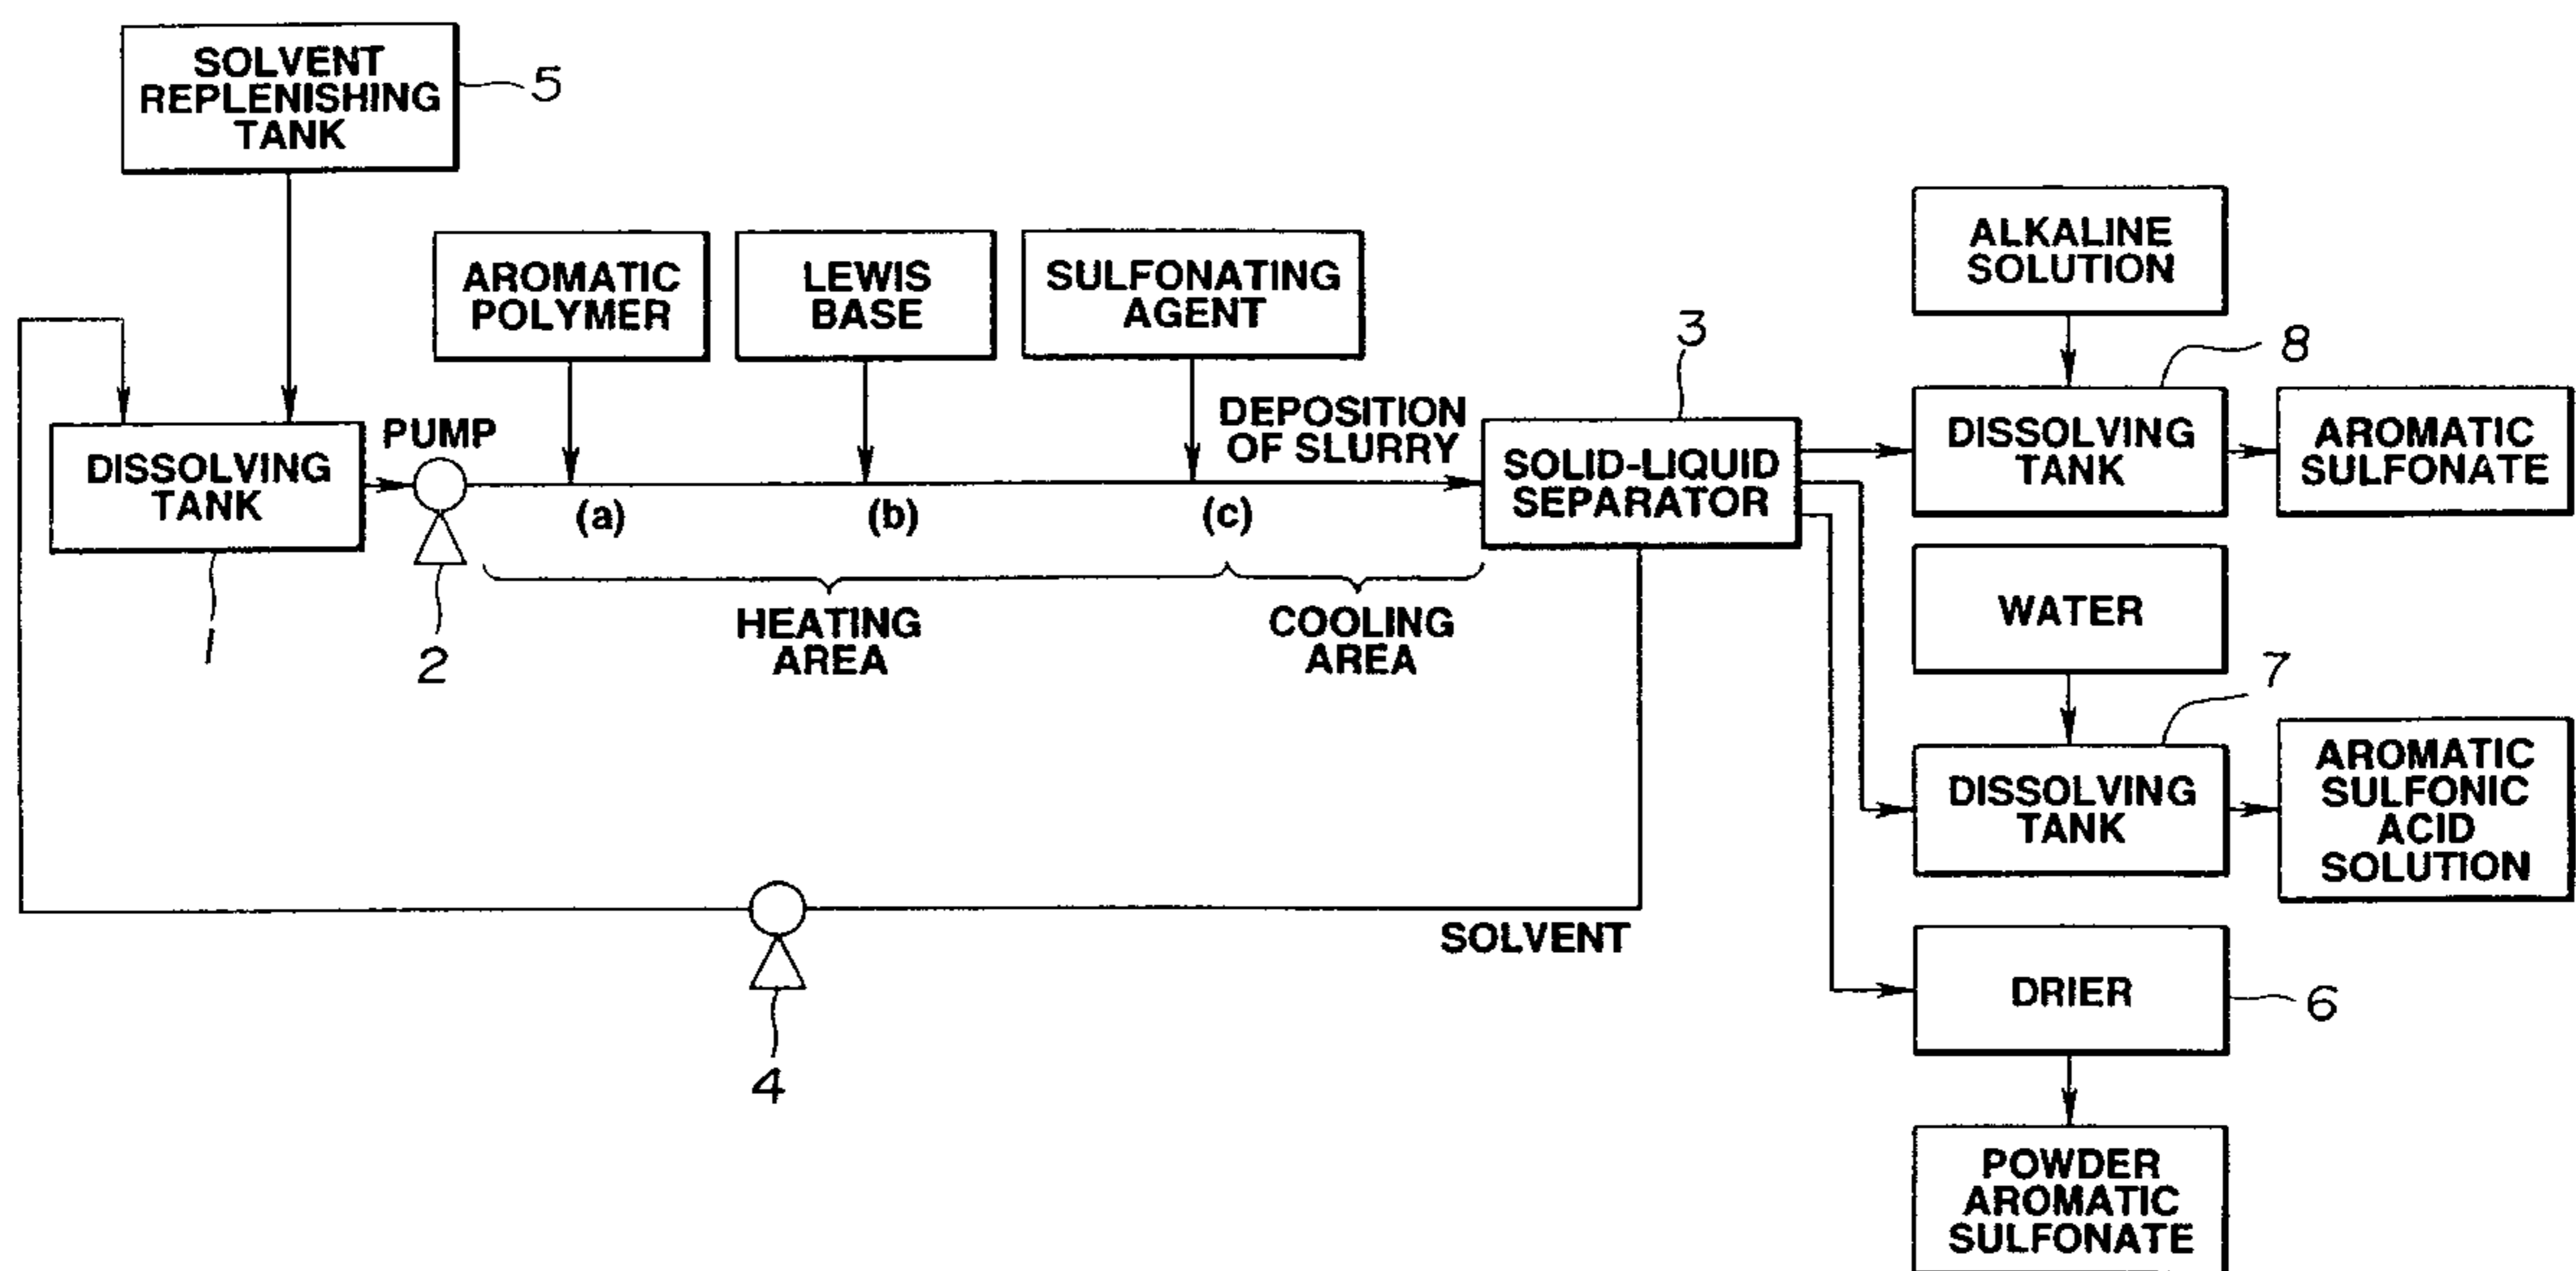 SOLVENT
REPLENISHING
TANK
5
AROMATIC
POLYMER
LEWIS
BASE
SULFONATING
AGENT
DISSOLVING
TANK
1
PUMP
2
(a)
(b)
(c)
DEPOSITION
OF SLURRY
HEATING
AREA
COOLING
AREA
3
SOLID-LIQUID
SEPARATOR
SOLVENT
4
ALKALINE
SOLUTION
8
DISSOLVING
TANK
AROMATIC
SULFONATE
WATER
7
DISSOLVING
TANK
AROMATIC
SULFONIC
ACID
SOLUTION
DRIER
6
POWDER
AROMATIC
SULFONATE